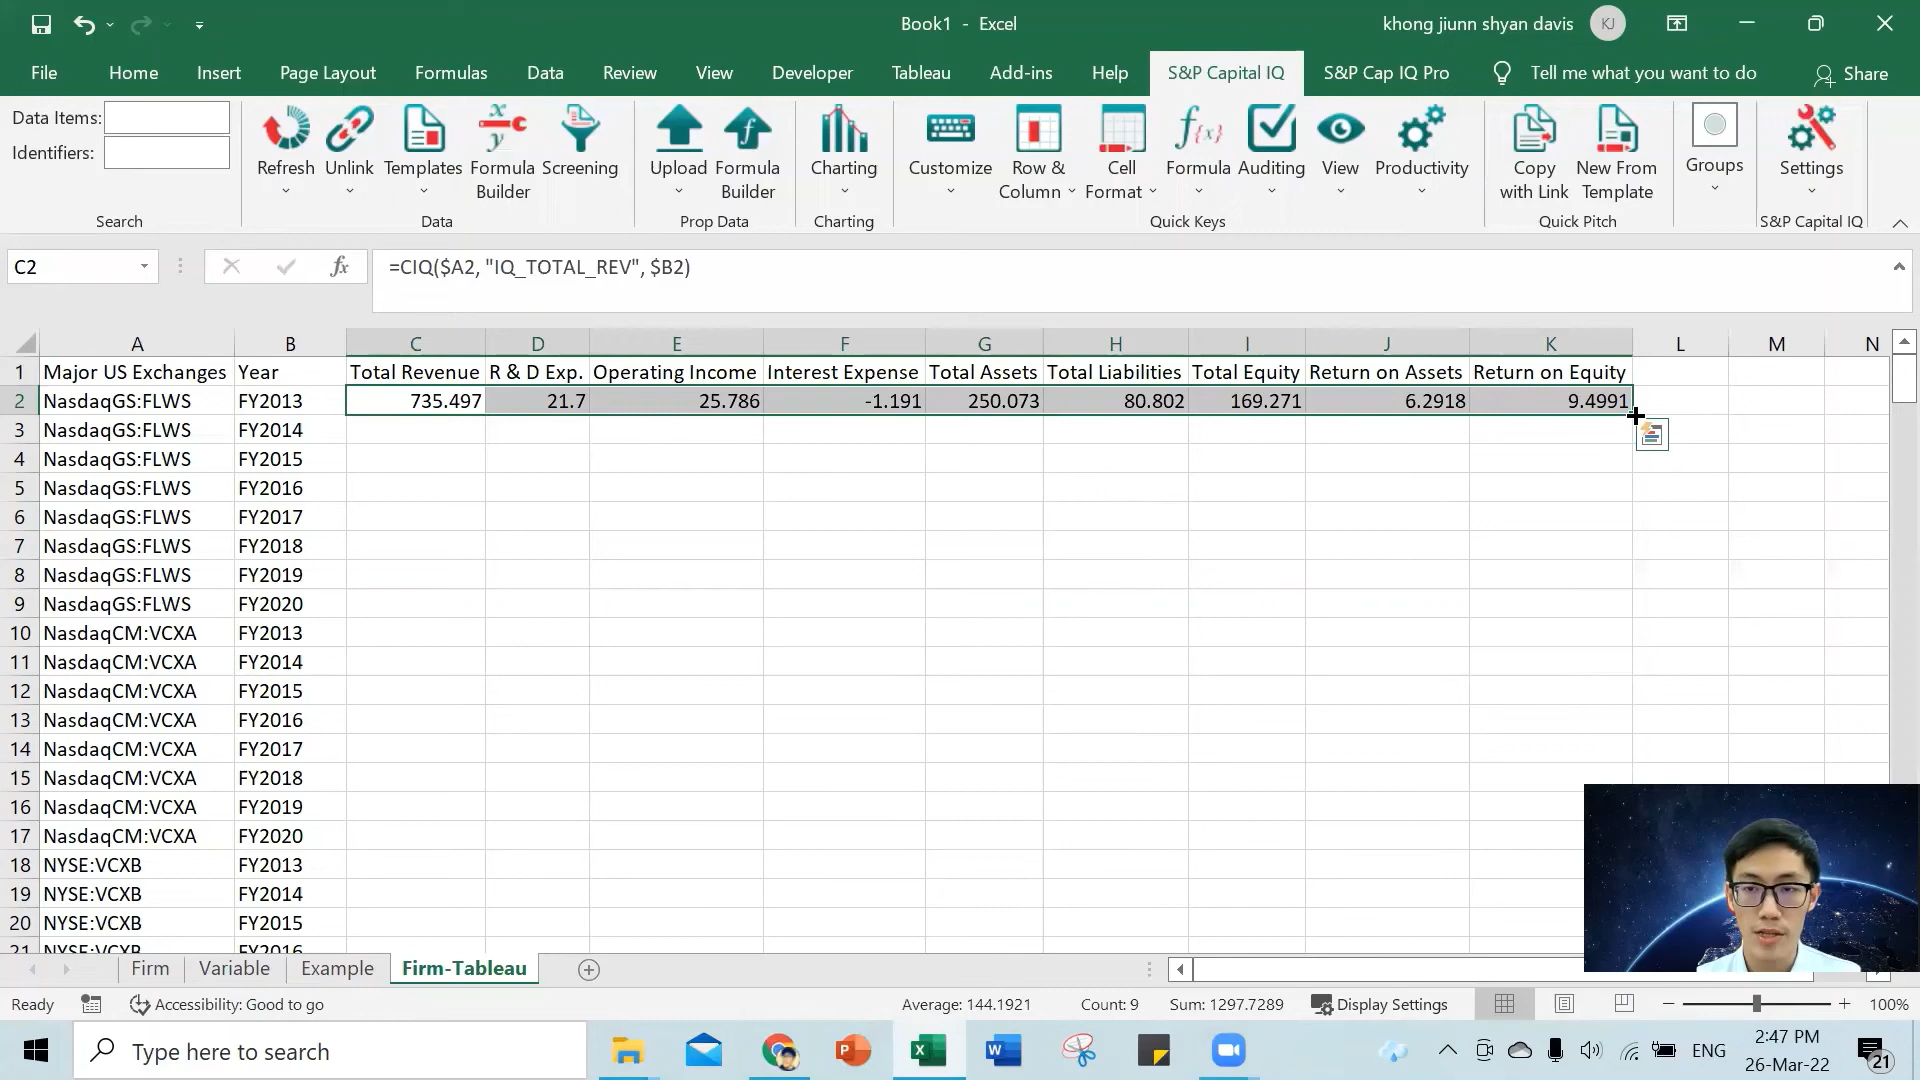 Book1 - Excel
khong jiunn shyan davis
KJ
File
Home
Insert
Page Layout
Formulas
Data
Review
View
Developer
Tableau
Add-ins
Help
S&P Capital IQ
S&P Cap IQ Pro
Tell me what you want to do
Share
Data Items:
Identifiers:
Search
Refresh
Unlink
Templates
Formula Builder
Screening
Data
Upload
Formula Builder
Prop Data
Charting
Charting
Customize
Row & Column
Cell Format
Formula
Auditing
View
Productivity
Quick Keys
Copy with Link
New From Template
Quick Pitch
Groups
Settings
S&P Capital IQ
C2
fx
=CIQ($A2, "IQ_TOTAL_REV", $B2)
A B C D E F G H I J K L M N
1 Major US Exchanges Year Total Revenue R & D Exp. Operating Income Interest Expense Total Assets Total Liabilities Total Equity Return on Assets Return on Equity
2 NasdaqGS:FLWS FY2013 735.497 21.7 25.786 -1.191 250.073 80.802 169.271 6.2918 9.4991
3 NasdaqGS:FLWS FY2014
4 NasdaqGS:FLWS FY2015
5 NasdaqGS:FLWS FY2016
6 NasdaqGS:FLWS FY2017
7 NasdaqGS:FLWS FY2018
8 NasdaqGS:FLWS FY2019
9 NasdaqGS:FLWS FY2020
10 NasdaqCM:VCXA FY2013
11 NasdaqCM:VCXA FY2014
12 NasdaqCM:VCXA FY2015
13 NasdaqCM:VCXA FY2016
14 NasdaqCM:VCXA FY2017
15 NasdaqCM:VCXA FY2018
16 NasdaqCM:VCXA FY2019
17 NasdaqCM:VCXA FY2020
18 NYSE:VCXB FY2013
19 NYSE:VCXB FY2014
20 NYSE:VCXB FY2015
21 NYSE:VCXB FY2016
Firm
Variable
Example
Firm-Tableau
Ready
Accessibility: Good to go
Average: 144.1921
Count: 9
Sum: 1297.7289
Display Settings
100%
Type here to search
ENG
2:47 PM
26-Mar-22
21